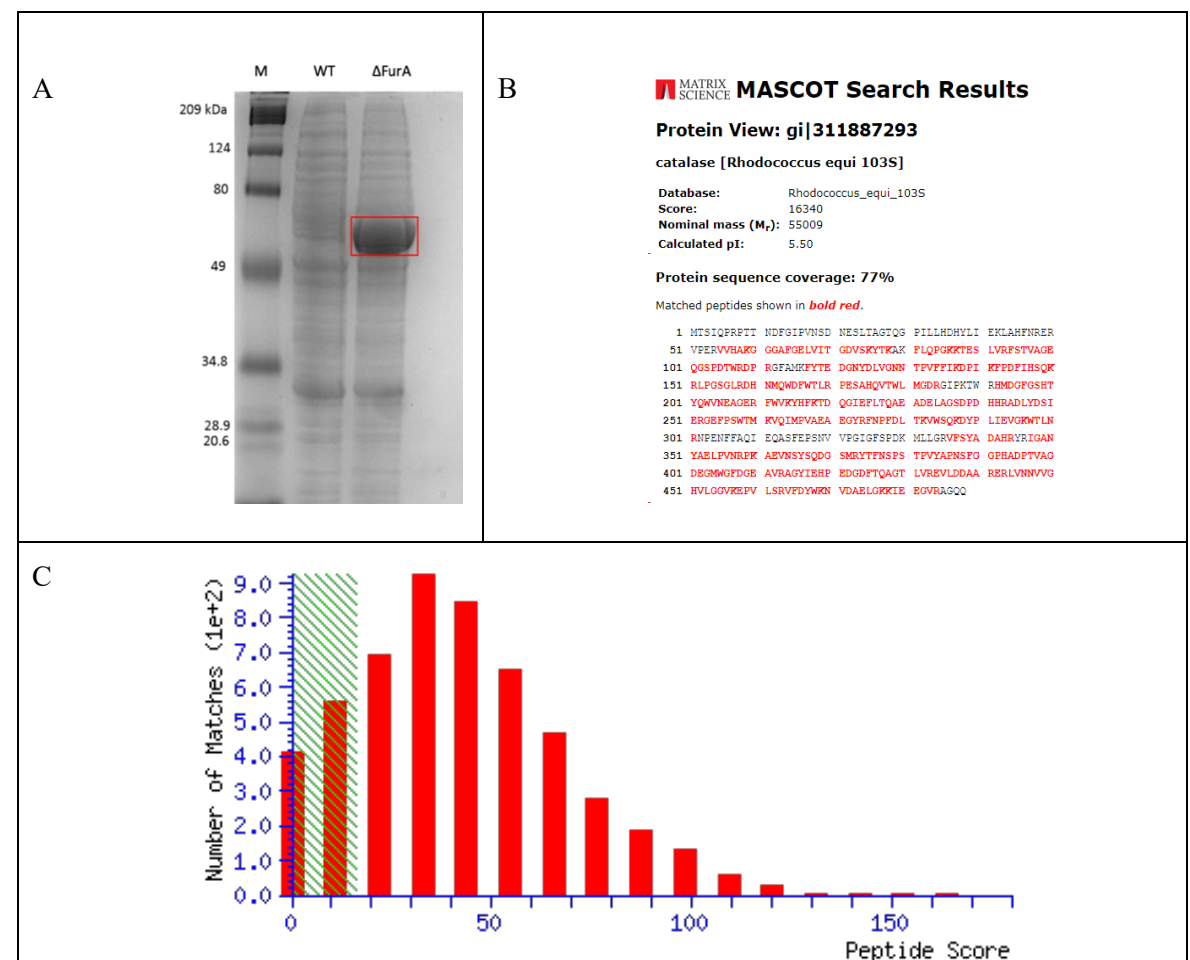 A
M WT ΔFurA
209 kDa
124
80
49
34.8
28.9
20.6
B
MATRIX SCIENCE MASCOT Search Results
Protein View: gi|311887293
catalase [Rhodococcus equi 103S]
Database: Rhodococcus_equi_103S
Score: 16340
Nominal mass (Mr): 55009
Calculated pI: 5.50
Protein sequence coverage: 77%
Matched peptides shown in bold red.
1 MTSIQPRPTT NDFGIPVNSD NESLTAGTQG PILLHDHYLI EKLAHFNRER
51 VPERVVHAKG GGAFGELVIT GDVSKYTKAK FLQPGKKTES LVRFSTVAGE
101 QGSPDTWRDP RGFAMKFYTE DGNYDLVGNN TPVFFIKDPI KFPDFIHSQK
151 RLPGSGLRDH NMQWDFWTLR PESAHQVTWL MGDRGIPKTW RHMDGFGSHT
201 YQWVNEAGER FWVKYHFKTD QGIEFLTQAE ADELAGSDPD HHRADLYDSI
251 ERGEFPSWTM KVQIMPVAEA EGYRFNPFDL TKVWSQKDYP LIEVGKWTLN
301 RNPENFFAQI EQASFEPSNV VPGIGFSPDK MLLGRVFSYA DAHRYRIGAN
351 YAELPVNRPK AEVNSYSQDG SMRYTFNSPS TPVYAPNSFG GPHADPTVAG
401 DEGMWGFDGE AVRAGYIEHP EDGDFTQAGT LVREVLDDAA RERLVNNVVG
451 HVLGGVKEPV LSRVFDYWKN VDAELGKKIE EGVRAGQQ
C
Number of Matches (1e+2)
9.0
8.0
7.0
6.0
5.0
4.0
3.0
2.0
1.0
0.0
0 50 100 150
Peptide Score